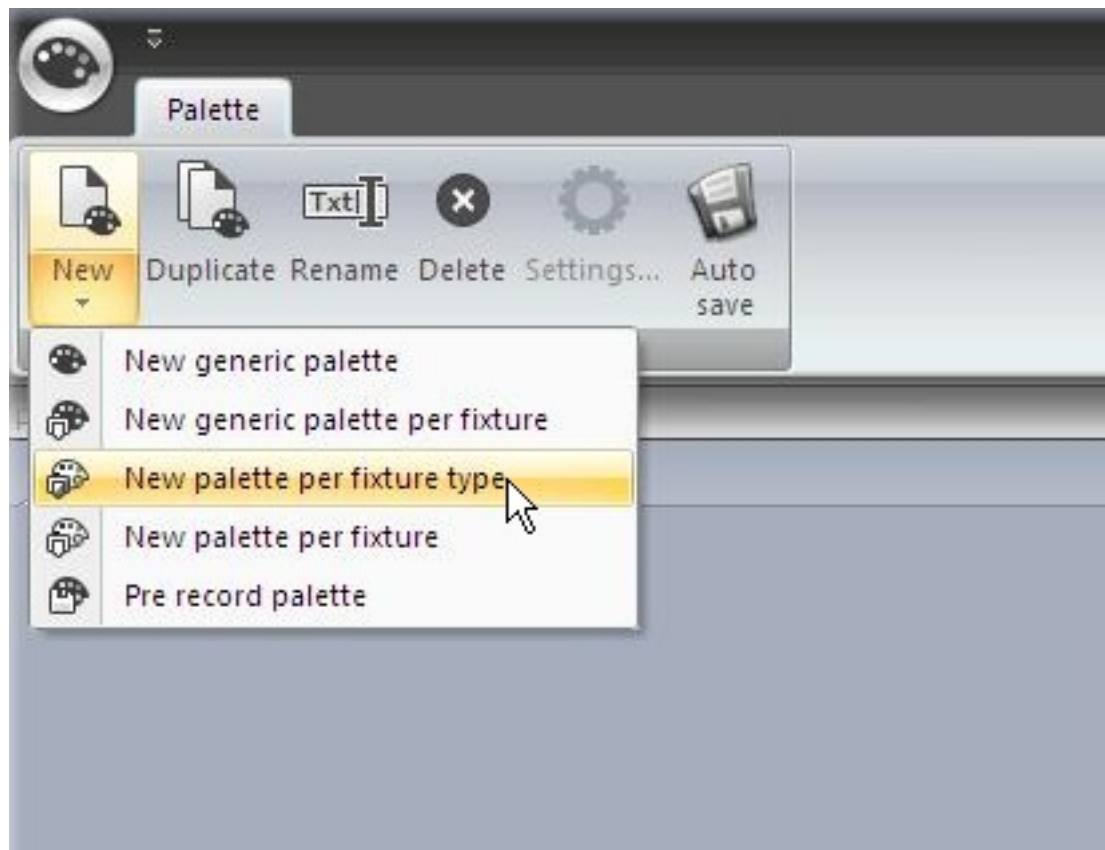 Palette
Txt
New Duplicate Rename Delete Settings... Auto save
New generic palette
New generic palette per fixture
New palette per fixture type
New palette per fixture
Pre record palette